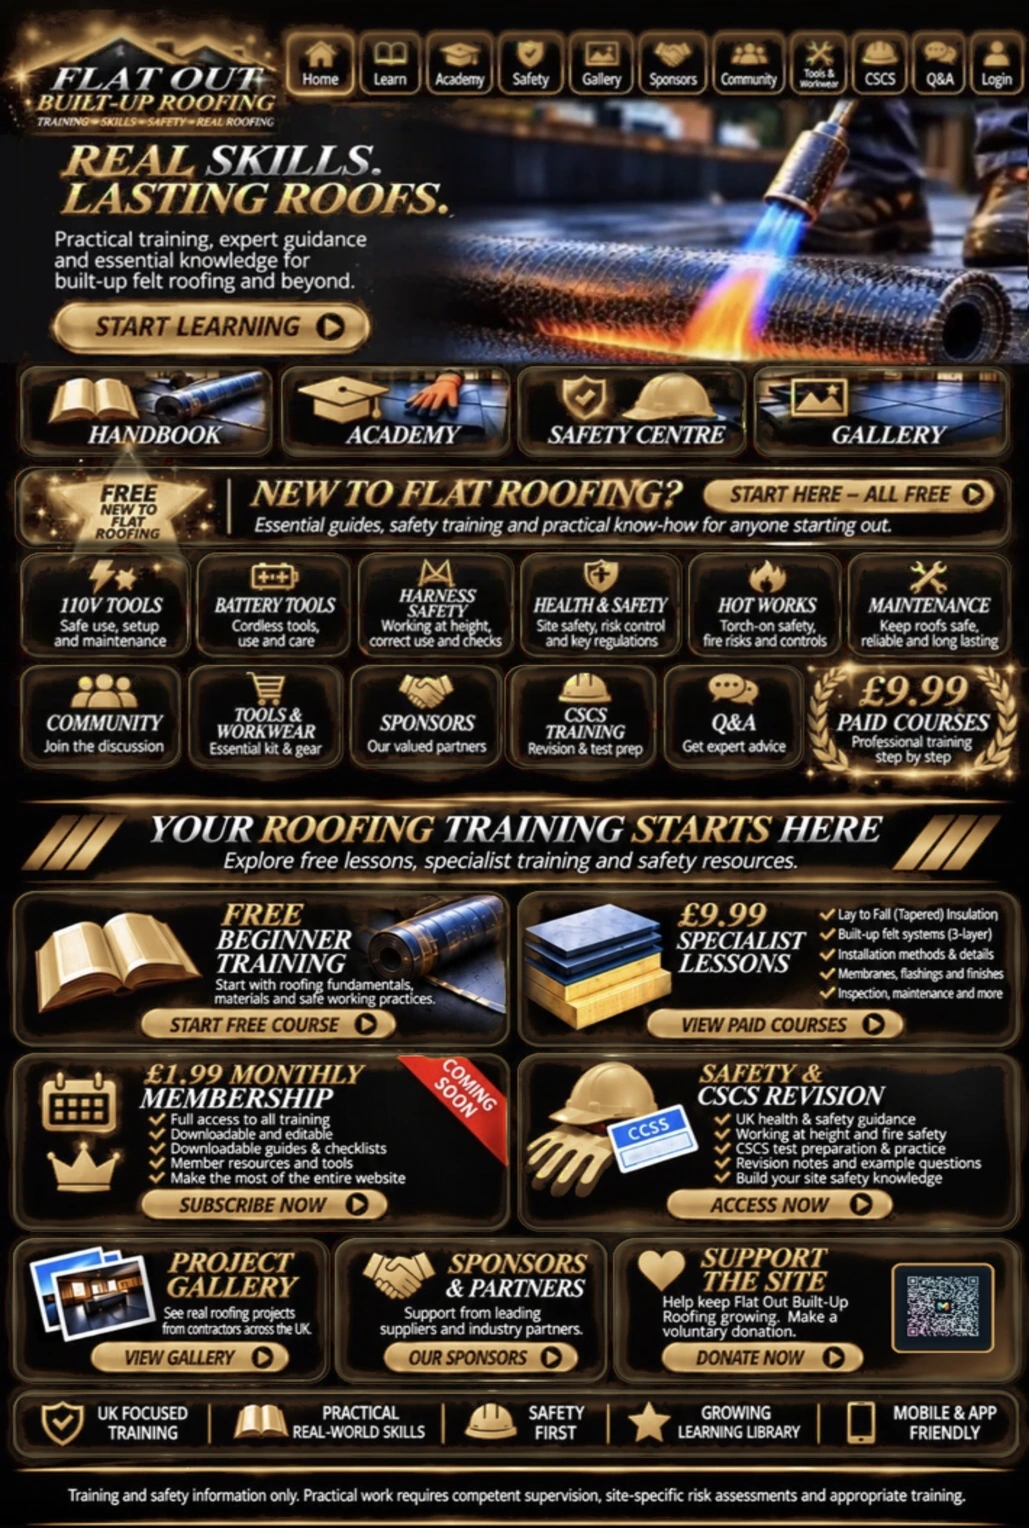 FLAT OUT
BUILT-UP ROOFING
TRAINING • SKILLS • SAFETY • REAL ROOFING
Home
Learn
Academy
Safety
Gallery
Sponsors
Community
Tools &
Workwear
CSCS
Q&A
Login
REAL SKILLS.
LASTING ROOFS.
Practical training, expert guidance
and essential knowledge for
built-up felt roofing and beyond.
START LEARNING
HANDBOOK
ACADEMY
SAFETY CENTRE
GALLERY
FREE
NEW TO
FLAT
ROOFING
NEW TO FLAT ROOFING?
START HERE – ALL FREE
Essential guides, safety training and practical know-how for anyone starting out.
110V TOOLS
Safe use, setup
and maintenance
BATTERY TOOLS
Cordless tools,
use and care
HARNESS
SAFETY
Working at height,
correct use and checks
HEALTH & SAFETY
Site safety, risk control
and key regulations
HOT WORKS
Torch-on safety,
fire risks and controls
MAINTENANCE
Keep roofs safe,
reliable and long lasting
COMMUNITY
Join the discussion
TOOLS &
WORKWEAR
Essential kit & gear
SPONSORS
Our valued partners
CSCS
TRAINING
Revision & test prep
Q&A
Get expert advice
£9.99
PAID COURSES
Professional training
step by step
YOUR ROOFING TRAINING STARTS HERE
Explore free lessons, specialist training and safety resources.
FREE
BEGINNER
TRAINING
Start with roofing fundamentals,
materials and safe working practices.
START FREE COURSE
£9.99
SPECIALIST
LESSONS
Lay to Fall (Tapered) Insulation
Built-up felt systems (3-layer)
Installation methods & details
Membranes, flashings and finishes
Inspection, maintenance and more
VIEW PAID COURSES
£1.99 MONTHLY
MEMBERSHIP
COMING
SOON
Full access to all training
Downloadable and editable
Downloadable guides & checklists
Member resources and tools
Make the most of the entire website
SUBSCRIBE NOW
SAFETY &
CSCS REVISION
CCSS
UK health & safety guidance
Working at height and fire safety
CSCS test preparation & practice
Revision notes and example questions
Build your site safety knowledge
ACCESS NOW
PROJECT
GALLERY
See real roofing projects
from contractors across the UK.
VIEW GALLERY
SPONSORS
& PARTNERS
Support from leading
suppliers and industry partners.
OUR SPONSORS
SUPPORT
THE SITE
Help keep Flat Out Built-Up
Roofing growing. Make a
voluntary donation.
DONATE NOW
UK FOCUSED
TRAINING
PRACTICAL
REAL-WORLD SKILLS
SAFETY
FIRST
GROWING
LEARNING LIBRARY
MOBILE & APP
FRIENDLY
Training and safety information only. Practical work requires competent supervision, site-specific risk assessments and appropriate training.